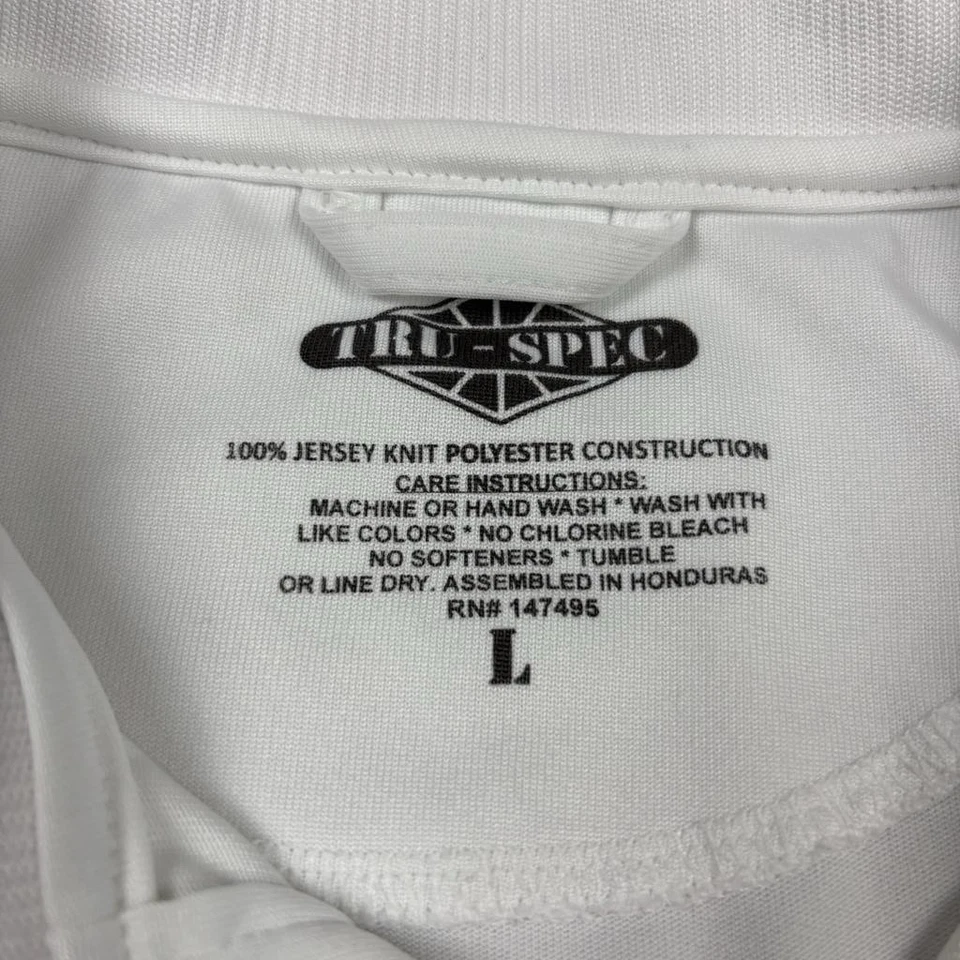 TRU-SPEC
100% JERSEY KNIT POLYESTER CONSTRUCTION
CARE INSTRUCTIONS:
MACHINE OR HAND WASH * WASH WITH
LIKE COLORS * NO CHLORINE BLEACH
NO SOFTENERS * TUMBLE
OR LINE DRY. ASSEMBLED IN HONDURAS
RN# 147495
L